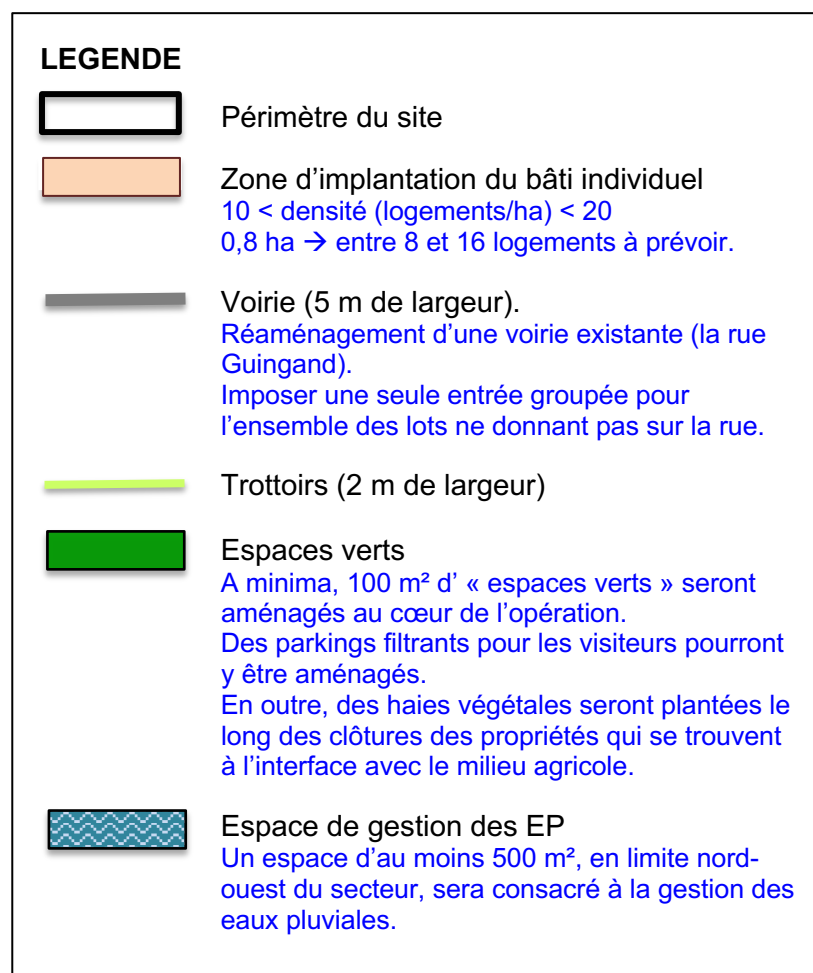 LEGENDE
Périmètre du site
Zone d’implantation du bâti individuel
10 < densité (logements/ha) < 20
0,8 ha → entre 8 et 16 logements à prévoir.
Voirie (5 m de largeur).
Réaménagement d’une voirie existante (la rue
Guingand).
Imposer une seule entrée groupée pour
l’ensemble des lots ne donnant pas sur la rue.
Trottoirs (2 m de largeur)
Espaces verts
A minima, 100 m² d’ « espaces verts » seront
aménagés au cœur de l’opération.
Des parkings filtrants pour les visiteurs pourront
y être aménagés.
En outre, des haies végétales seront plantées le
long des clôtures des propriétés qui se trouvent
à l’interface avec le milieu agricole.
Espace de gestion des EP
Un espace d’au moins 500 m², en limite nord-
ouest du secteur, sera consacré à la gestion des
eaux pluviales.